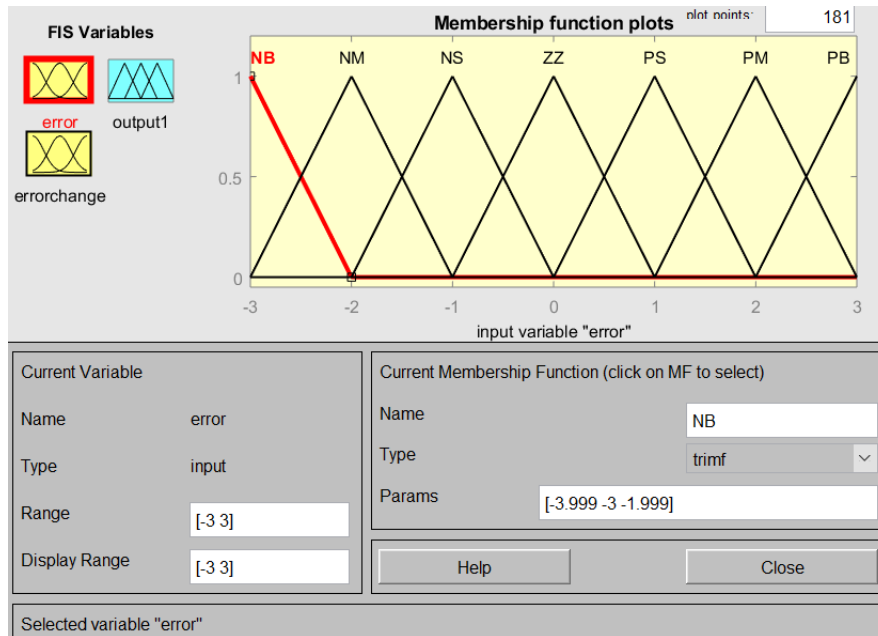 FIS Variables
Membership function plots
plot points:
181
error
output1
errorchange
NB
NM
NS
ZZ
PS
PM
PB
1
0.5
0
-3
-2
-1
0
1
2
3
input variable "error"
Current Variable
Name
error
Type
input
Range
[-3 3]
Display Range
[-3 3]
Current Membership Function (click on MF to select)
Name
NB
Type
trimf
Params
[-3.999 -3 -1.999]
Help
Close
Selected variable "error"